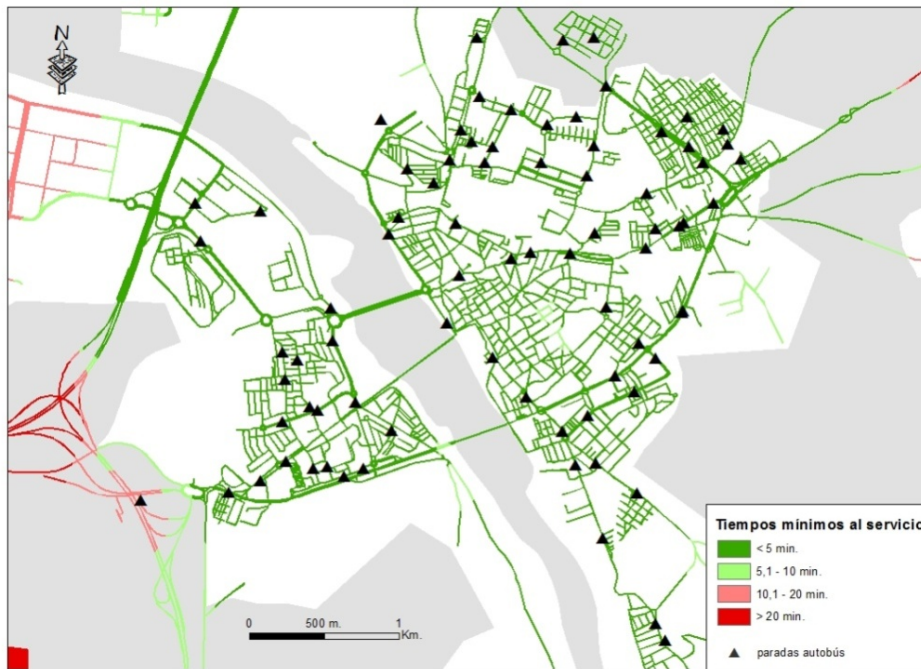 N
Tiempos mínimos al servicio
< 5 min.
5,1 - 10 min.
10,1 - 20 min.
> 20 min.
paradas autobús
0 500 m. 1
Km.